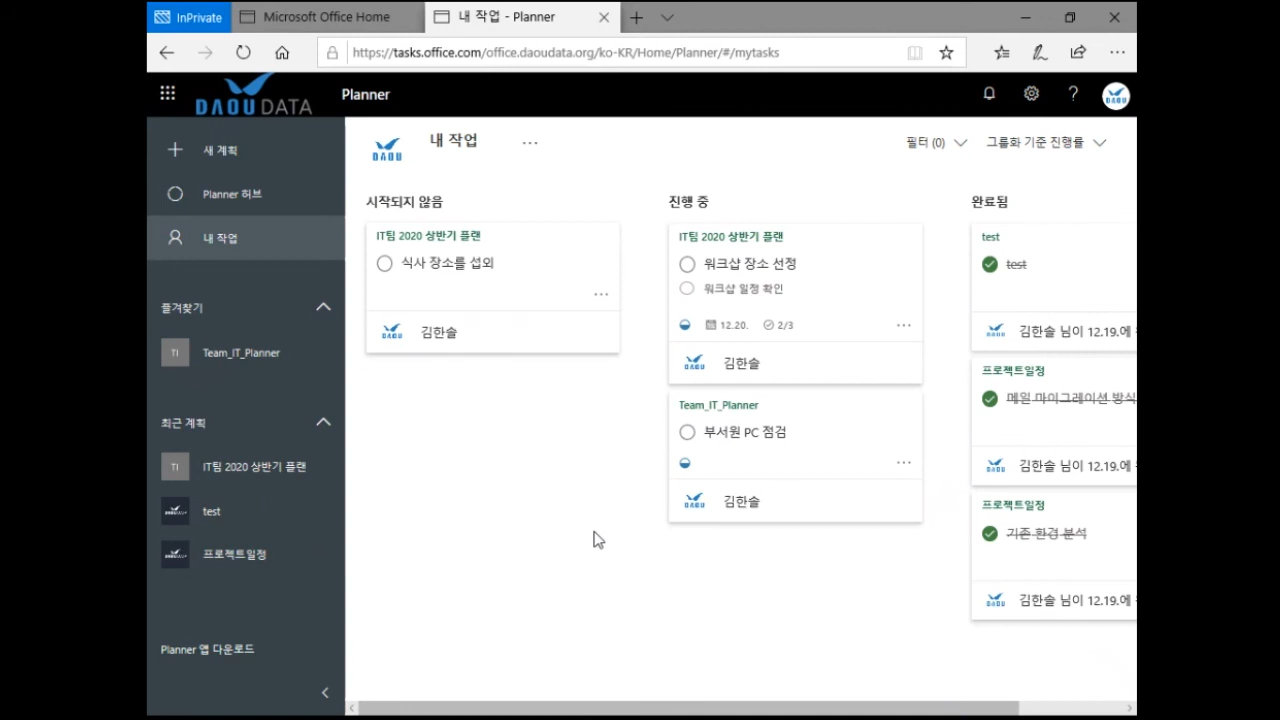 InPrivate
Microsoft Office Home
내 작업 - Planner
https://tasks.office.com/office.daoudata.org/ko-KR/Home/Planner/#/mytasks
DAOU DATA
Planner
DAOU
새 계획
Planner 허브
내 작업
즐겨찾기
TI
Team_IT_Planner
최근 계획
TI
IT팀 2020 상반기 플랜
test
프로젝트일정
Planner 앱 다운로드
DAOU
내 작업
필터 (0)
그룹화 기준 진행률
시작되지 않음
IT팀 2020 상반기 플랜
식사 장소를 섭외
DAOU
김한솔
진행 중
IT팀 2020 상반기 플랜
워크샵 장소 선정
워크샵 일정 확인
12.20.
2/3
DAOU
김한솔
Team_IT_Planner
부서원 PC 점검
DAOU
김한솔
완료됨
test
test
DAOU
김한솔 님이 12.19.에
프로젝트일정
메일 마이그레이션 방식
DAOU
김한솔 님이 12.19.에
프로젝트일정
기존 환경 분석
DAOU
김한솔 님이 12.19.에